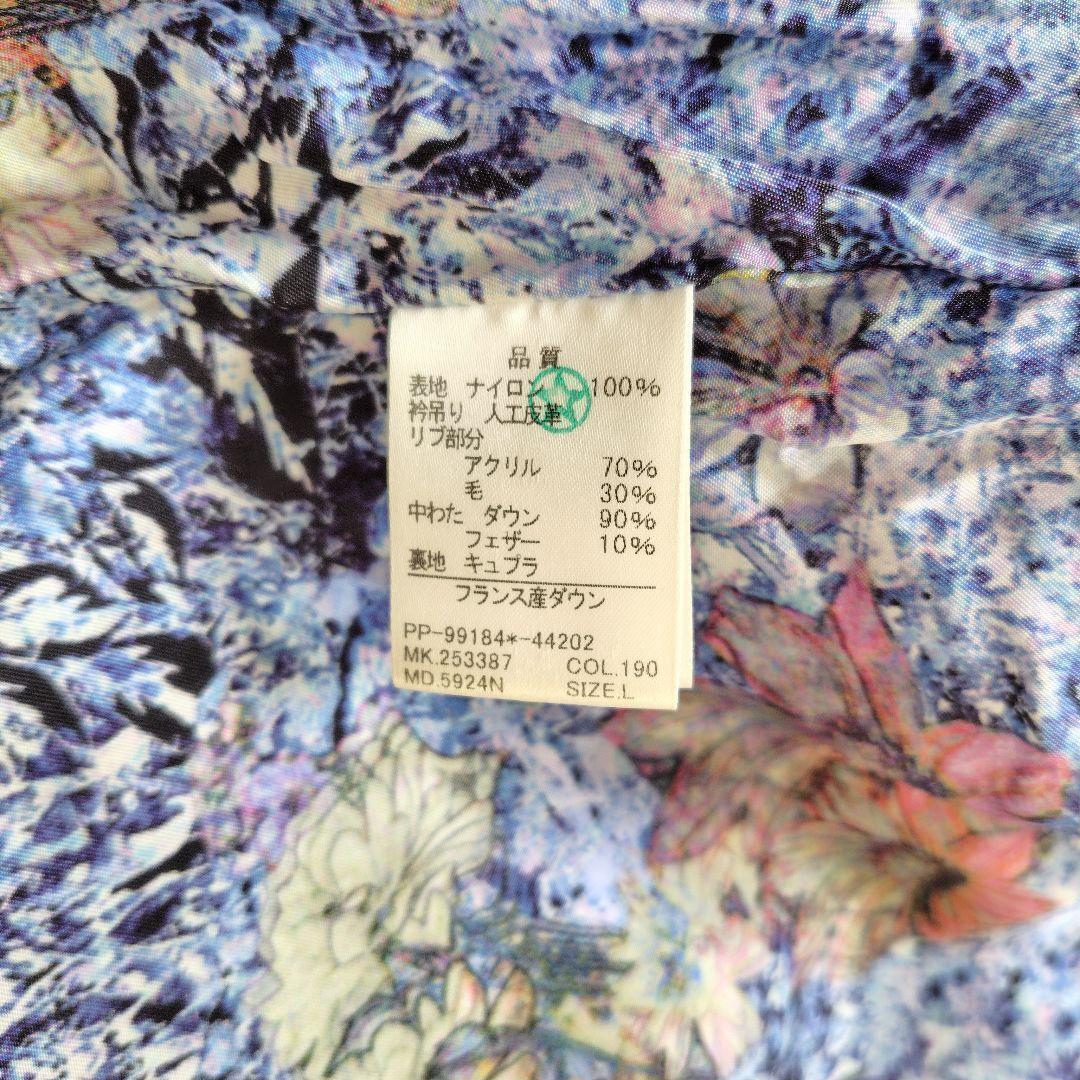 品質
表地 ナイロン 100%
衿吊り 人工皮革
リブ部分
アクリル 70%
毛 30%
中わた ダウン 90%
フェザー 10%
裏地 キュプラ
フランス産ダウン
PP-99184*-44202
MK.253387 COL.190
MD.5924N SIZE.L